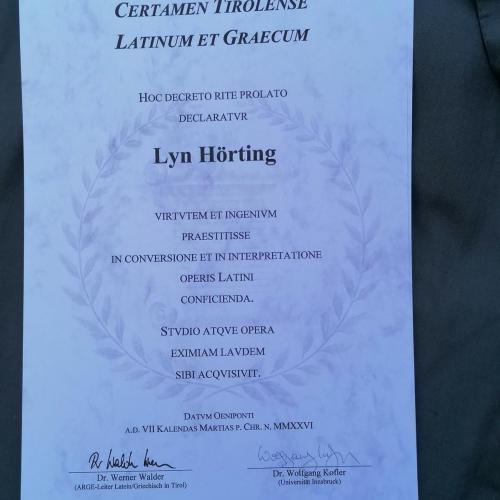 CERTAMEN TIROLENSE
LATINUM ET GRAECUM
HOC DECRETO RITE PROLATO
DECLARATVR
Lyn Hörting
VIRTVTEM ET INGENIVM
PRAESTITISSE
IN CONVERSIONE ET IN INTERPRETATIONE
OPERIS LATINI
CONFICIENDA.
STVDIO ATQVE OPERA
EXIMIAM LAVDEM
SIBI ACQVISIVIT.
DATVM OENIPONTI
A.D. VII KALENDAS MARTIAS P. CHR. N. MMXXVI
Dr. Werner Walder
(ARGE-Leiter Latein/Griechisch in Tirol)
Dr. Wolfgang Kofler
(Universität Innsbruck)